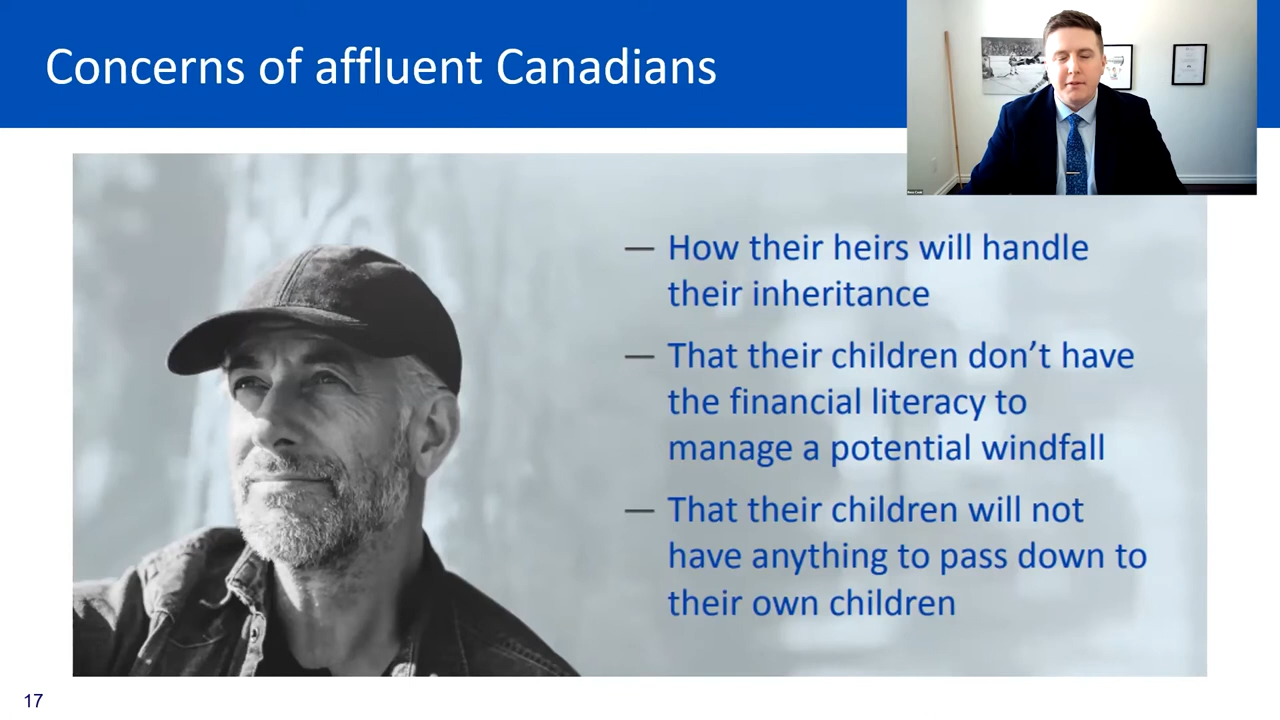 Concerns of affluent Canadians
— How their heirs will handle
their inheritance
— That their children don’t have
the financial literacy to
manage a potential windfall
— That their children will not
have anything to pass down to
their own children
17